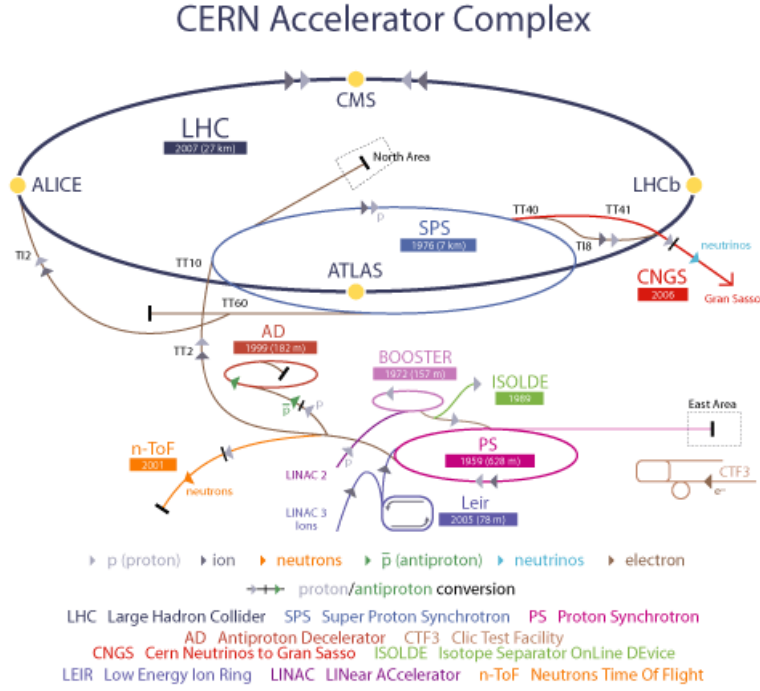 CERN Accelerator Complex
CMS
LHC
2007 (27 km)
North Area
ALICE
LHCb
p
TT40
TT41
SPS
1976 (7 km)
TI8
neutrinos
TI2
TT10
ATLAS
CNGS
2006
Gran Sasso
TT60
AD
1999 (182 m)
TT2
BOOSTER
1972 (157 m)
ISOLDE
1989
p
p
East Area
n-ToF
2001
PS
1959 (628 m)
LINAC 2
p
neutrons
CTF3
e-
LINAC 3
Ions
Leir
2005 (78 m)
p (proton) ion neutrons p (antiproton) neutrinos electron
proton/antiproton conversion
LHC Large Hadron Collider SPS Super Proton Synchrotron PS Proton Synchrotron
AD Antiproton Decelerator CTF3 Clic Test Facility
CNGS Cern Neutrinos to Gran Sasso ISOLDE Isotope Separator OnLine DEvice
LEIR Low Energy Ion Ring LINAC LINear ACcelerator n-ToF Neutrons Time Of Flight